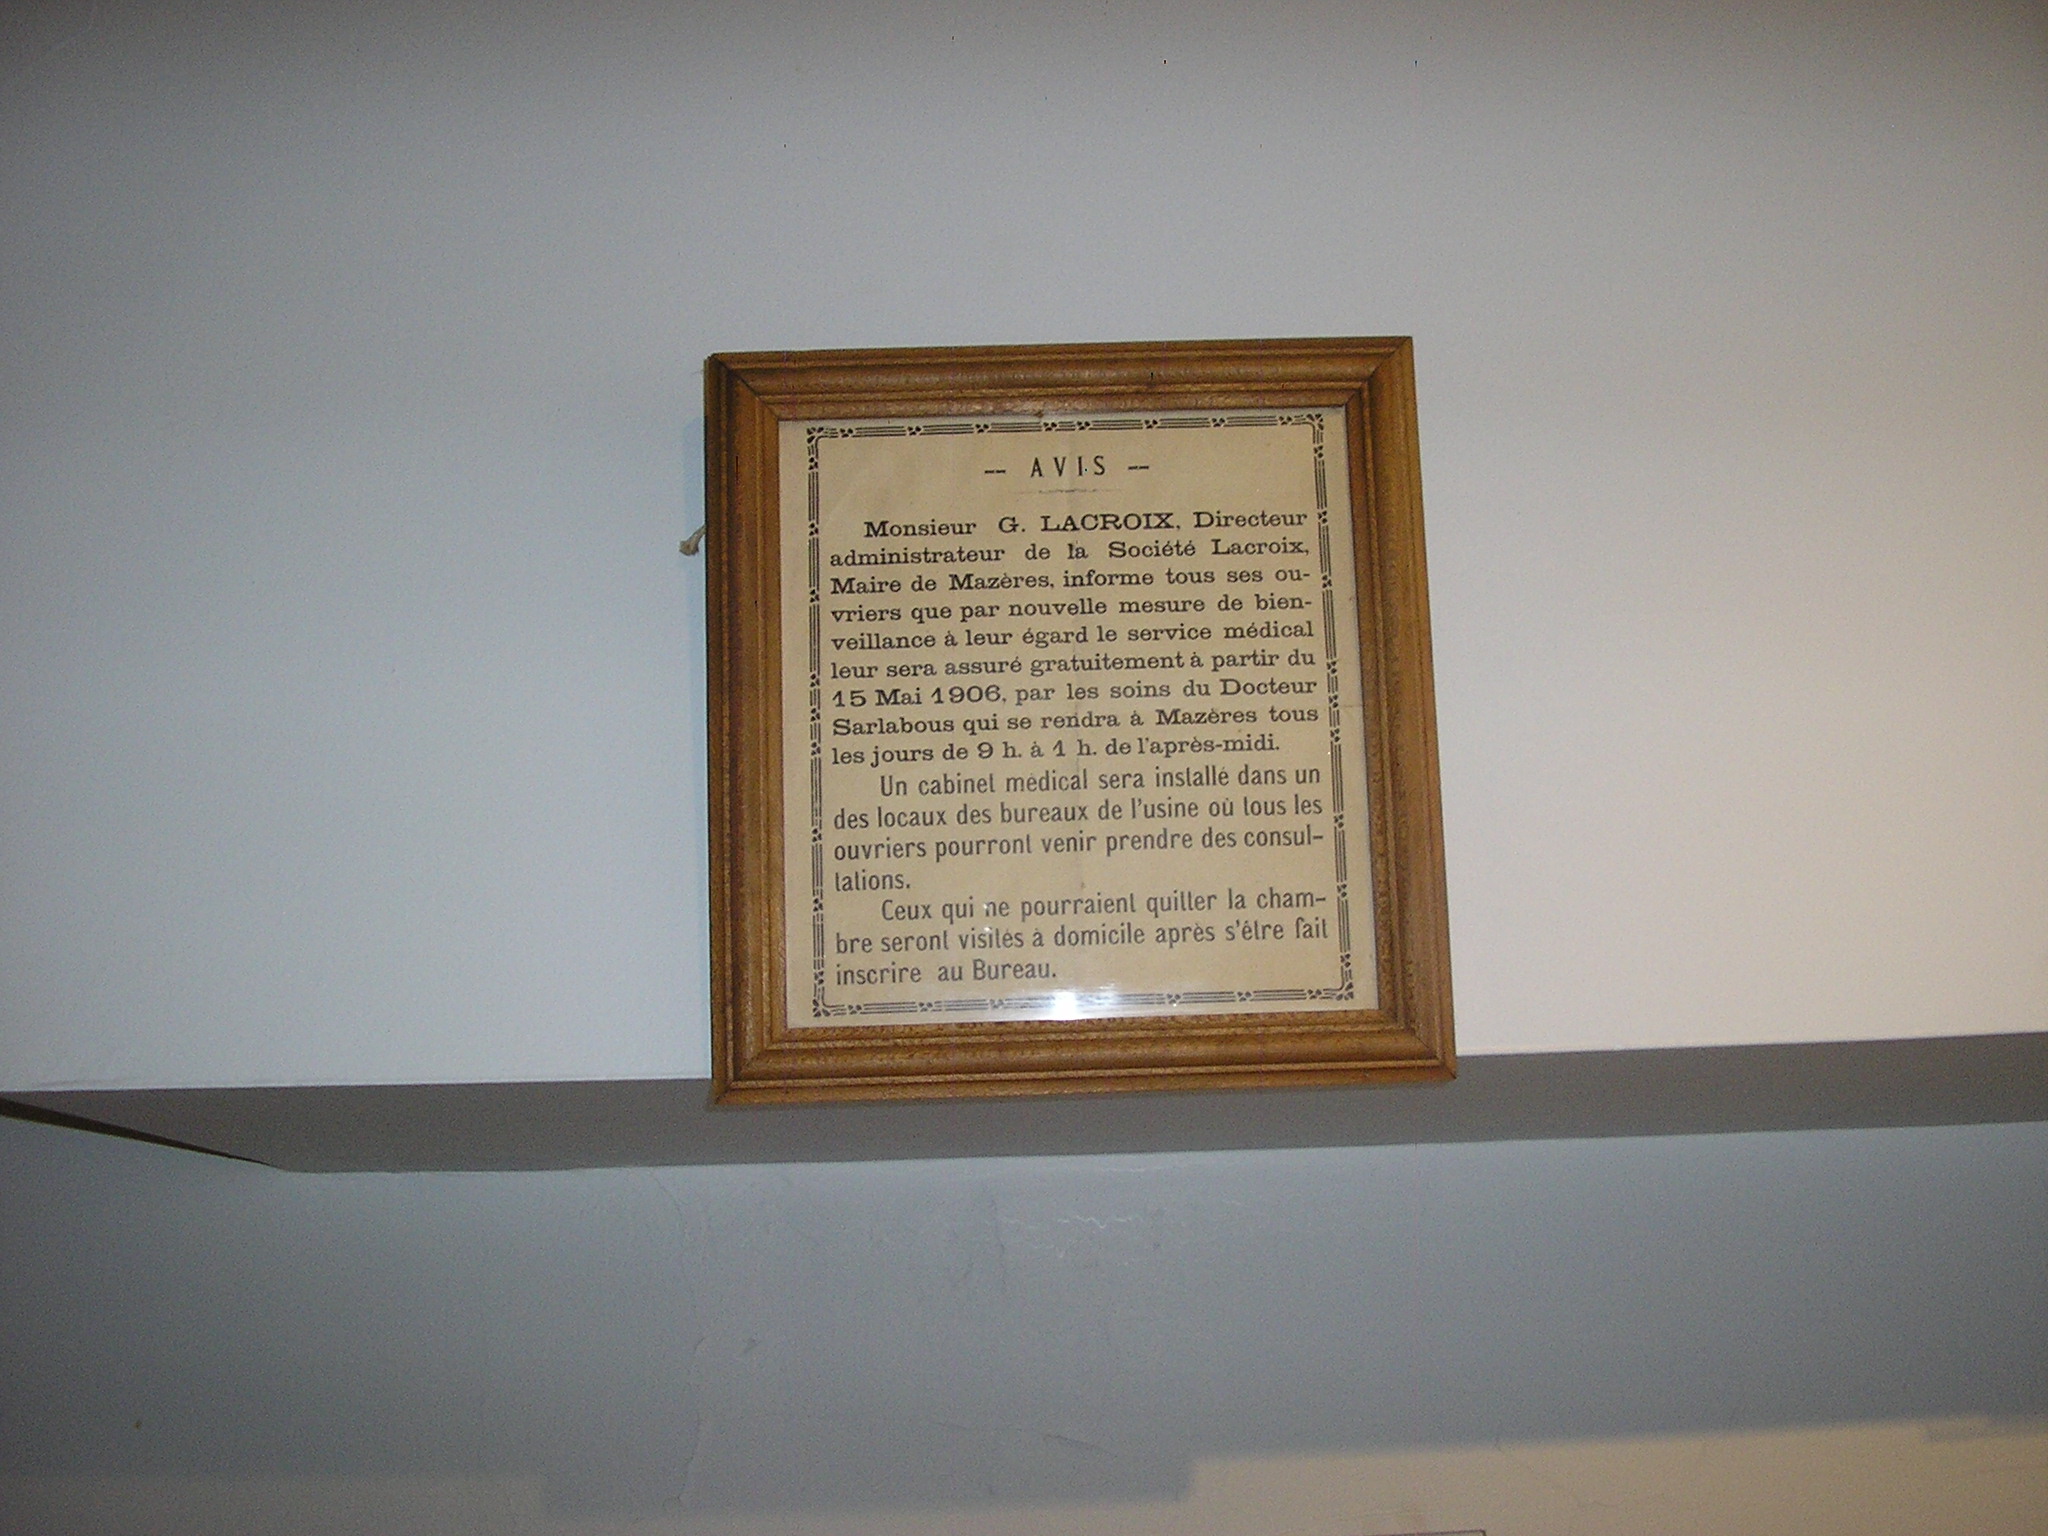 -- AVIS --
Monsieur G. LACROIX, Directeur
administrateur de la Société Lacroix,
Maire de Mazères, informe tous ses ou-
vriers que par nouvelle mesure de bien-
veillance à leur égard le service médical
leur sera assuré gratuitement à partir du
15 Mai 1906, par les soins du Docteur
Sarlabous qui se rendra à Mazères tous
les jours de 9 h. à 1 h. de l'après-midi.
Un cabinet médical sera installé dans un
des locaux des bureaux de l'usine où tous les
ouvriers pourront venir prendre des consul-
tations.
Ceux qui ne pourraient quitter la cham-
bre seront visités à domicile après s'être fait
inscrire au Bureau.